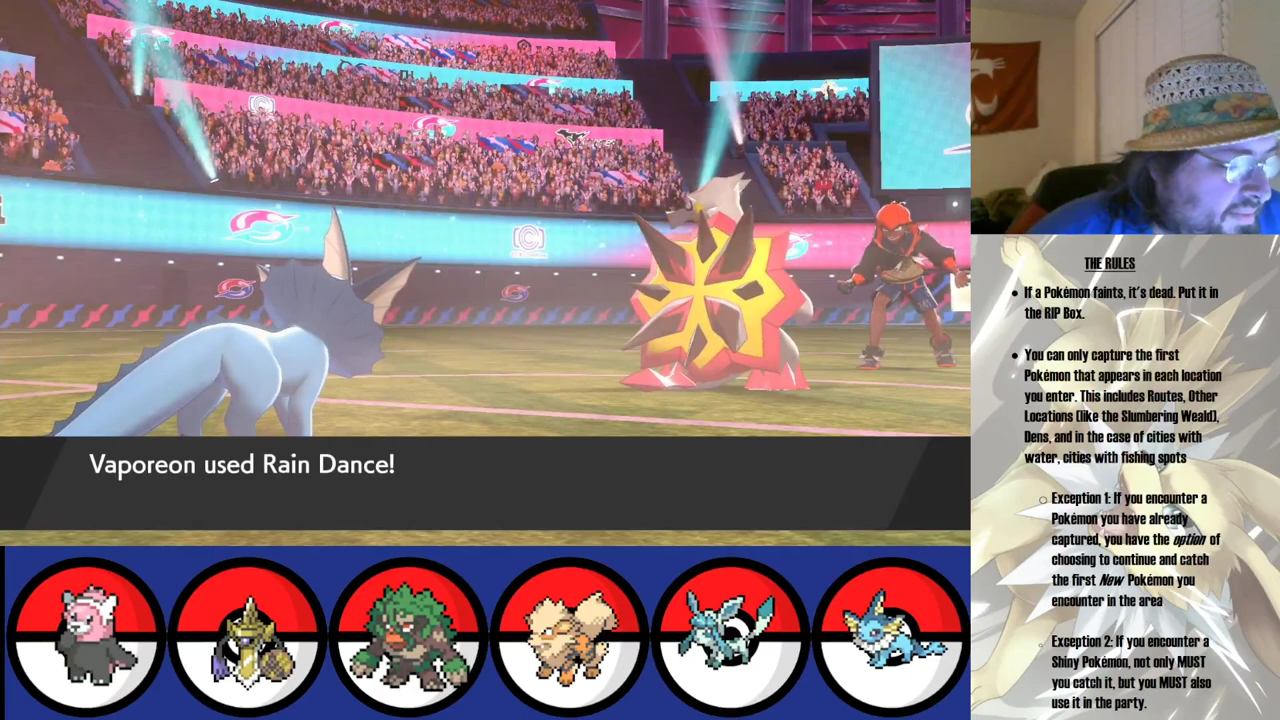 Vaporeon used Rain Dance!
THE RULES
• If a Pokémon faints, it's dead. Put it in
the RIP Box.
• You can only capture the first
Pokémon that appears in each location
you enter. This includes Routes, Other
Locations (like the Slumbering Weald),
Dens, and in the case of cities with
water, cities with fishing spots
○ Exception 1: If you encounter a
Pokémon you have already
captured, you have the option of
choosing to continue and catch
the first New Pokémon you
encounter in the area
○ Exception 2: If you encounter a
Shiny Pokémon, not only MUST
you catch it, but you MUST also
use it in the party.